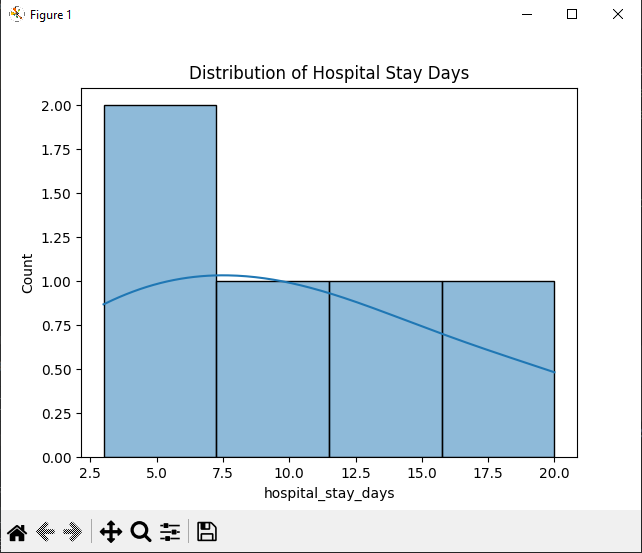 Figure 1
Distribution of Hospital Stay Days
2.00
1.75
1.50
1.25
1.00
0.75
0.50
0.25
0.00
Count
2.5 5.0 7.5 10.0 12.5 15.0 17.5 20.0
hospital_stay_days